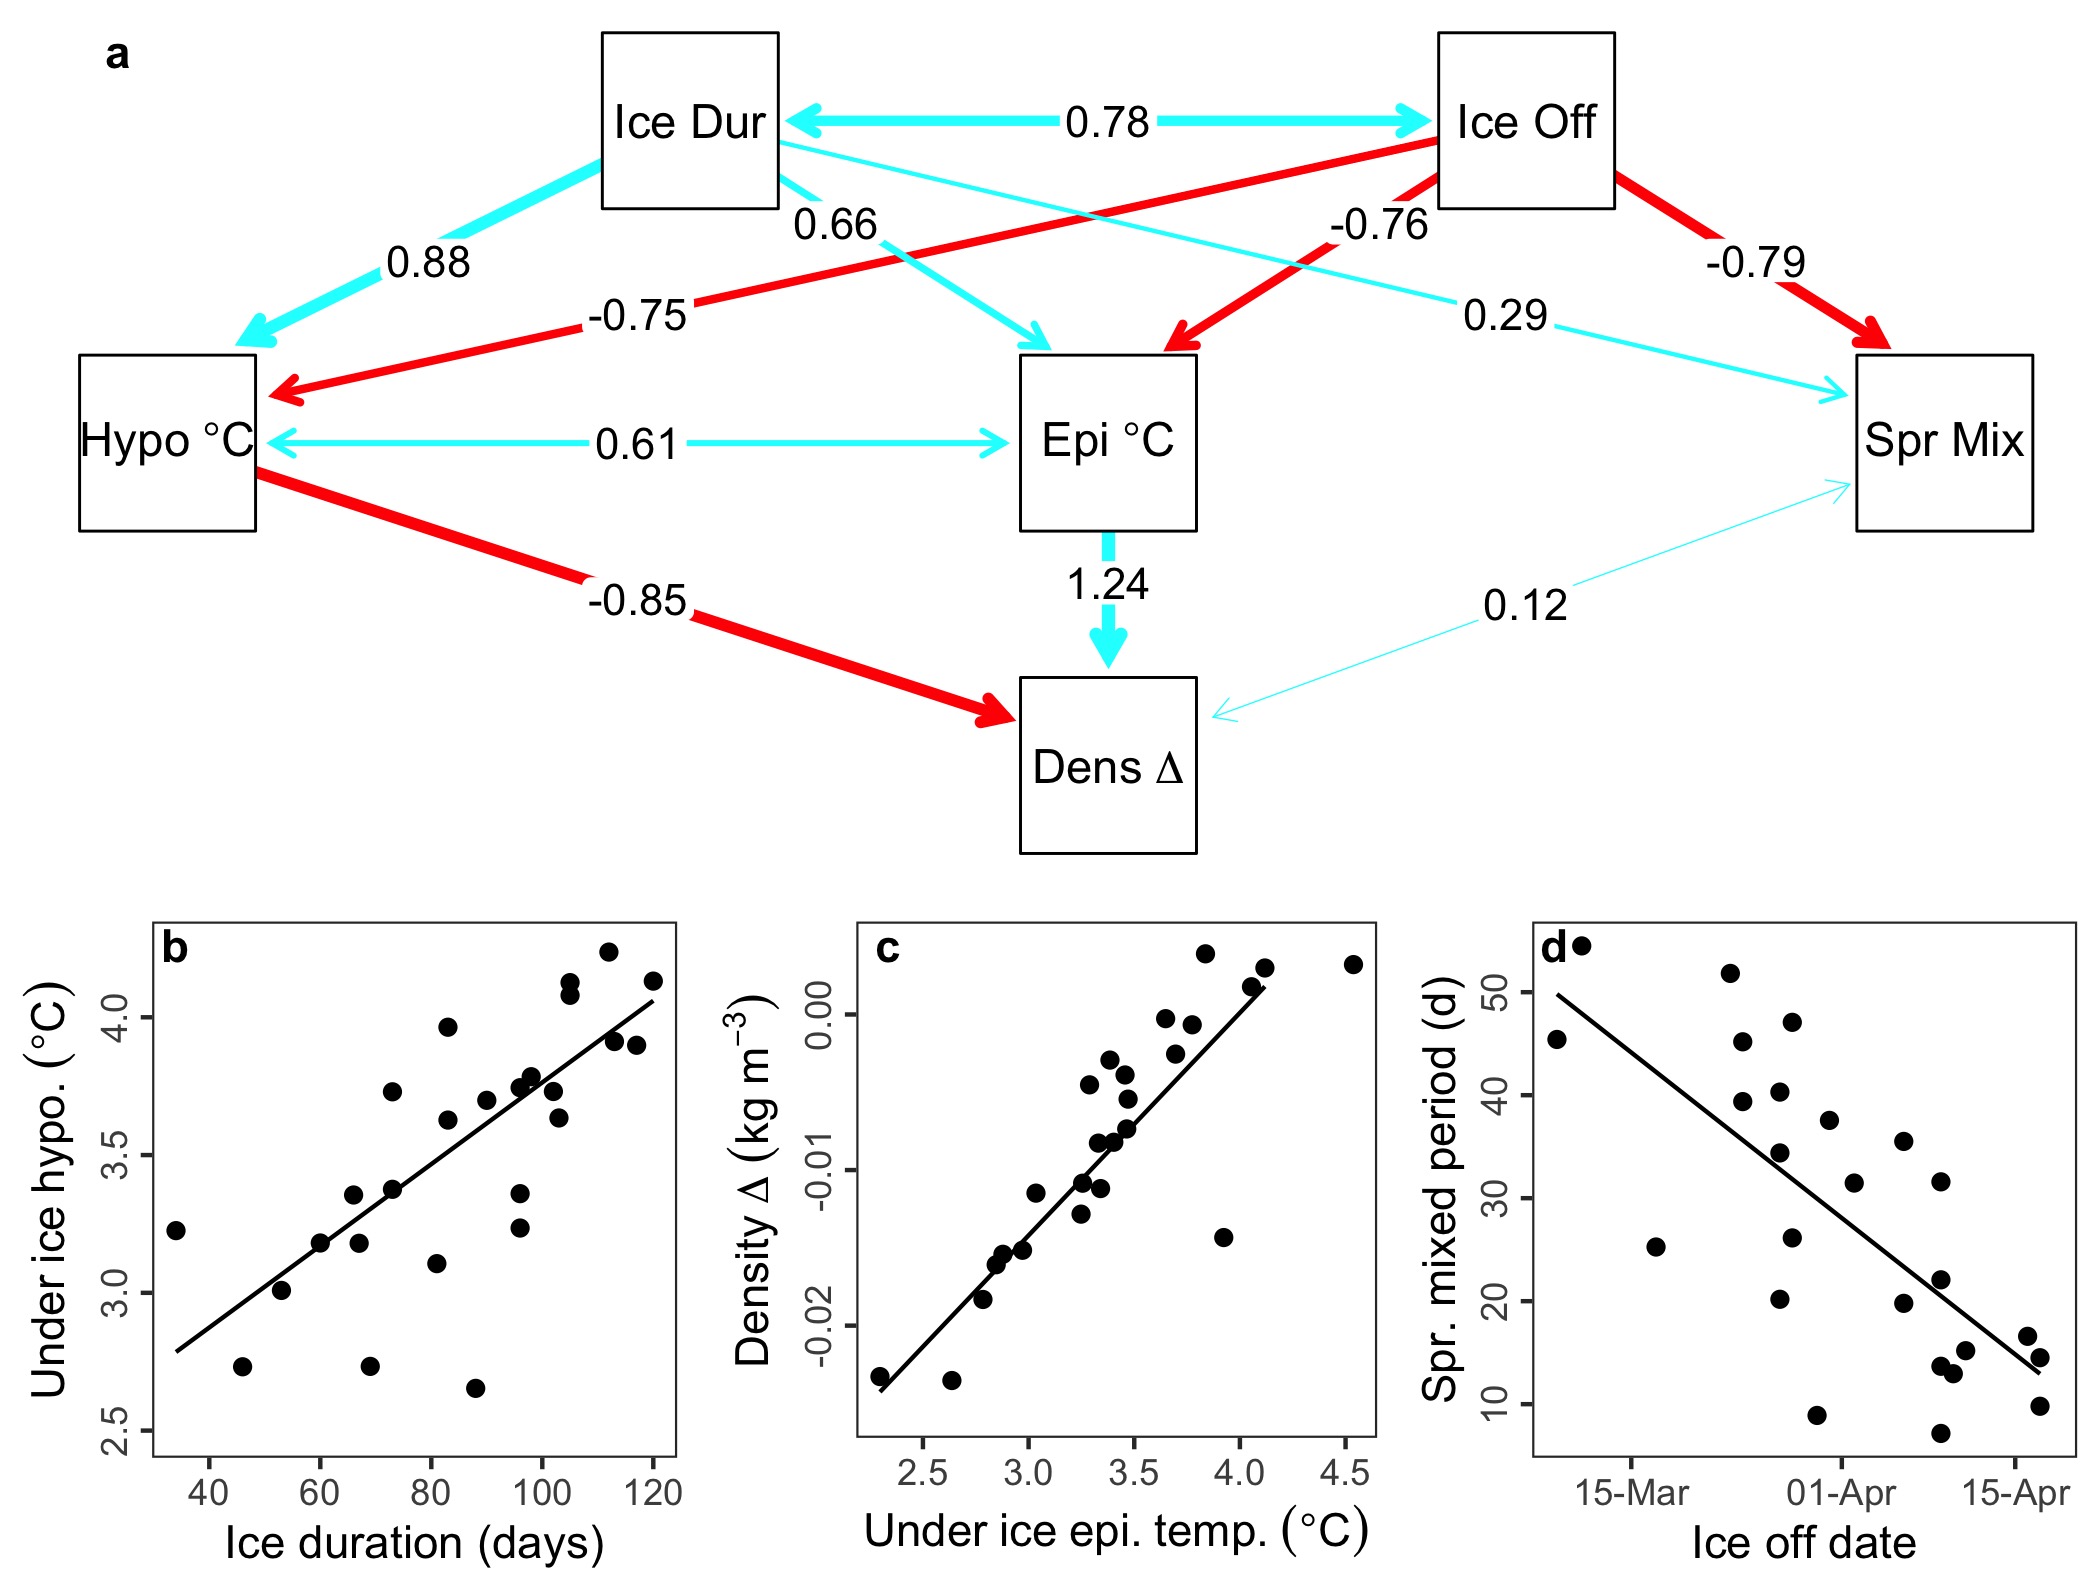 a
Ice Dur
Ice Off
0.78
0.66
-0.76
0.88
-0.79
-0.75
0.29
Hypo °C
0.61
Epi °C
Spr Mix
1.24
-0.85
0.12
Dens Δ
b
Under ice hypo. (°C)
4.0
3.5
3.0
2.5
40 60 80 100 120
Ice duration (days)
c
Density Δ (kg m⁻³)
0.00
-0.01
-0.02
2.5 3.0 3.5 4.0 4.5
Under ice epi. temp. (°C)
d
Spr. mixed period (d)
50
40
30
20
10
15-Mar 01-Apr 15-Apr
Ice off date